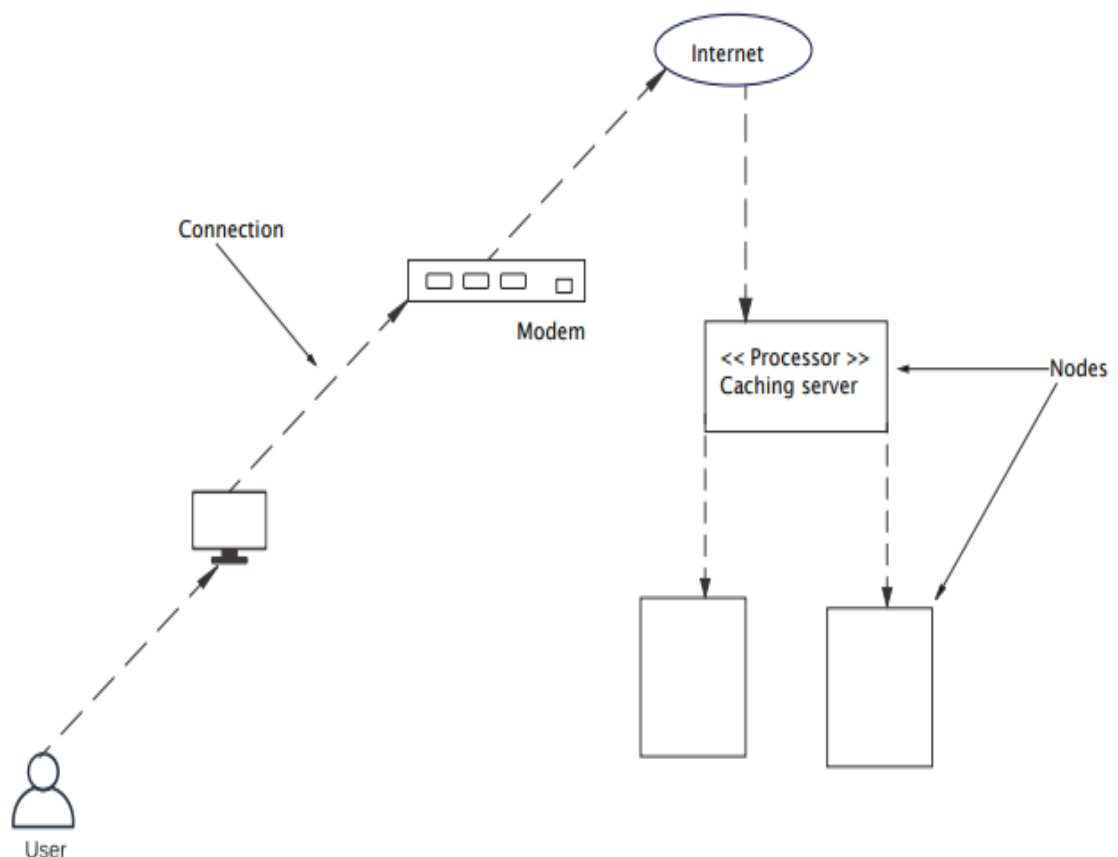 Internet
Connection
Modem
<< Processor >>
Caching server
Nodes
User